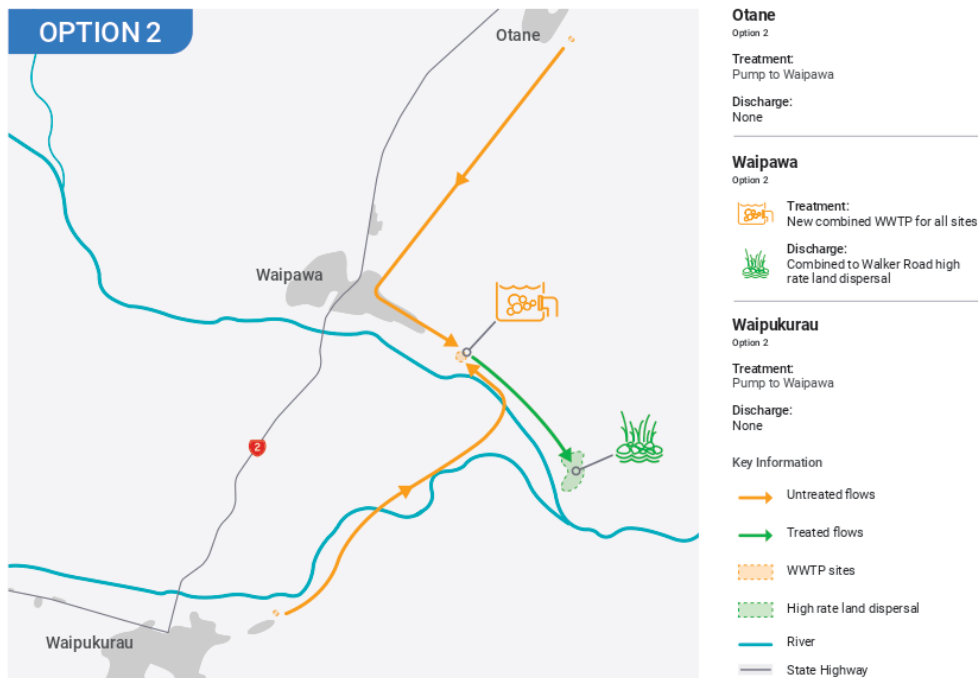 OPTION 2
Otane
Waipawa
2
Waipukurau
Otane
Option 2
Treatment:
Pump to Waipawa
Discharge:
None
Waipawa
Option 2
Treatment:
New combined WWTP for all sites
Discharge:
Combined to Walker Road high
rate land dispersal
Waipukurau
Option 2
Treatment:
Pump to Waipawa
Discharge:
None
Key Information
Untreated flows
Treated flows
WWTP sites
High rate land dispersal
River
State Highway